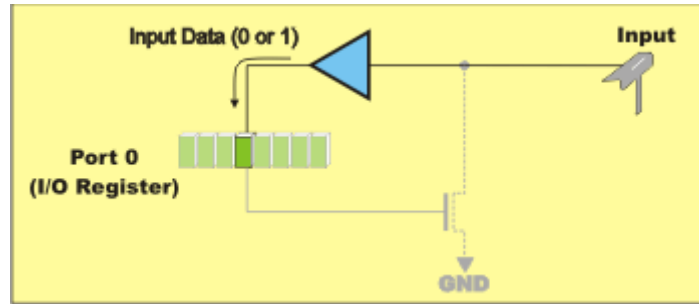 Input Data (0 or 1)
Input
Port 0
(I/O Register)
GND